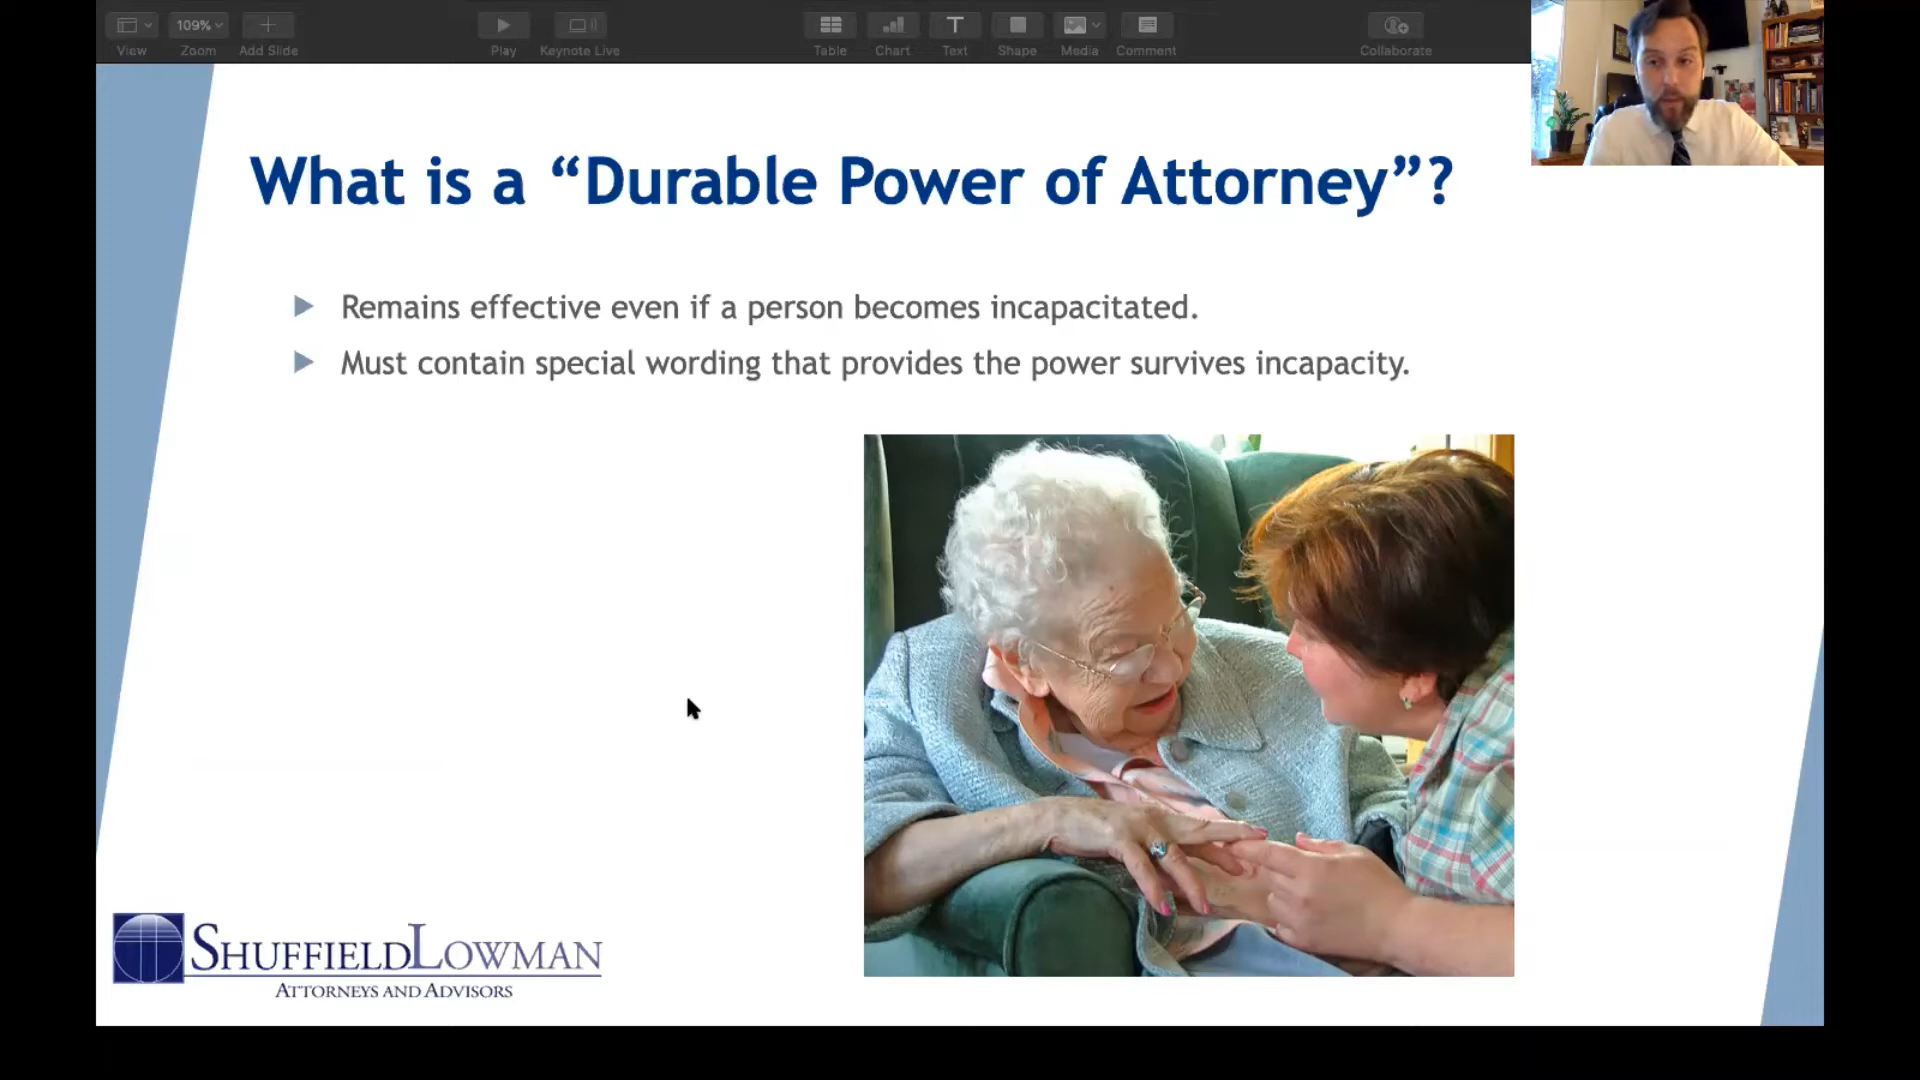 109%
View Zoom Add Slide Play Keynote Live Table Chart Text Shape Media Comment Collaborate
What is a “Durable Power of Attorney”?
Remains effective even if a person becomes incapacitated.
Must contain special wording that provides the power survives incapacity.
SHUFFIELDLOWMAN
ATTORNEYS AND ADVISORS